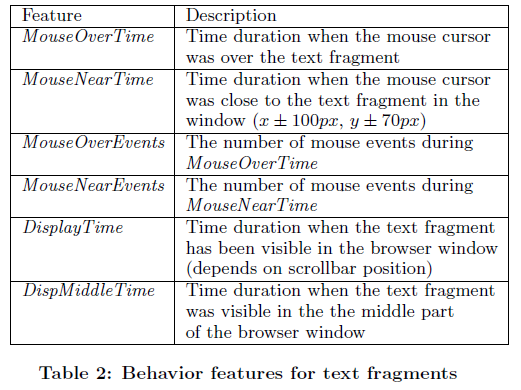 Feature Description
MouseOverTime Time duration when the mouse cursor
was over the text fragment
MouseNearTime Time duration when the mouse cursor
was close to the text fragment in the
window (x ± 100px, y ± 70px)
MouseOverEvents The number of mouse events during
MouseOverTime
MouseNearEvents The number of mouse events during
MouseNearTime
DisplayTime Time duration when the text fragment
has been visible in the browser window
(depends on scrollbar position)
DispMiddleTime Time duration when the text fragment
was visible in the the middle part
of the browser window
Table 2: Behavior features for text fragments